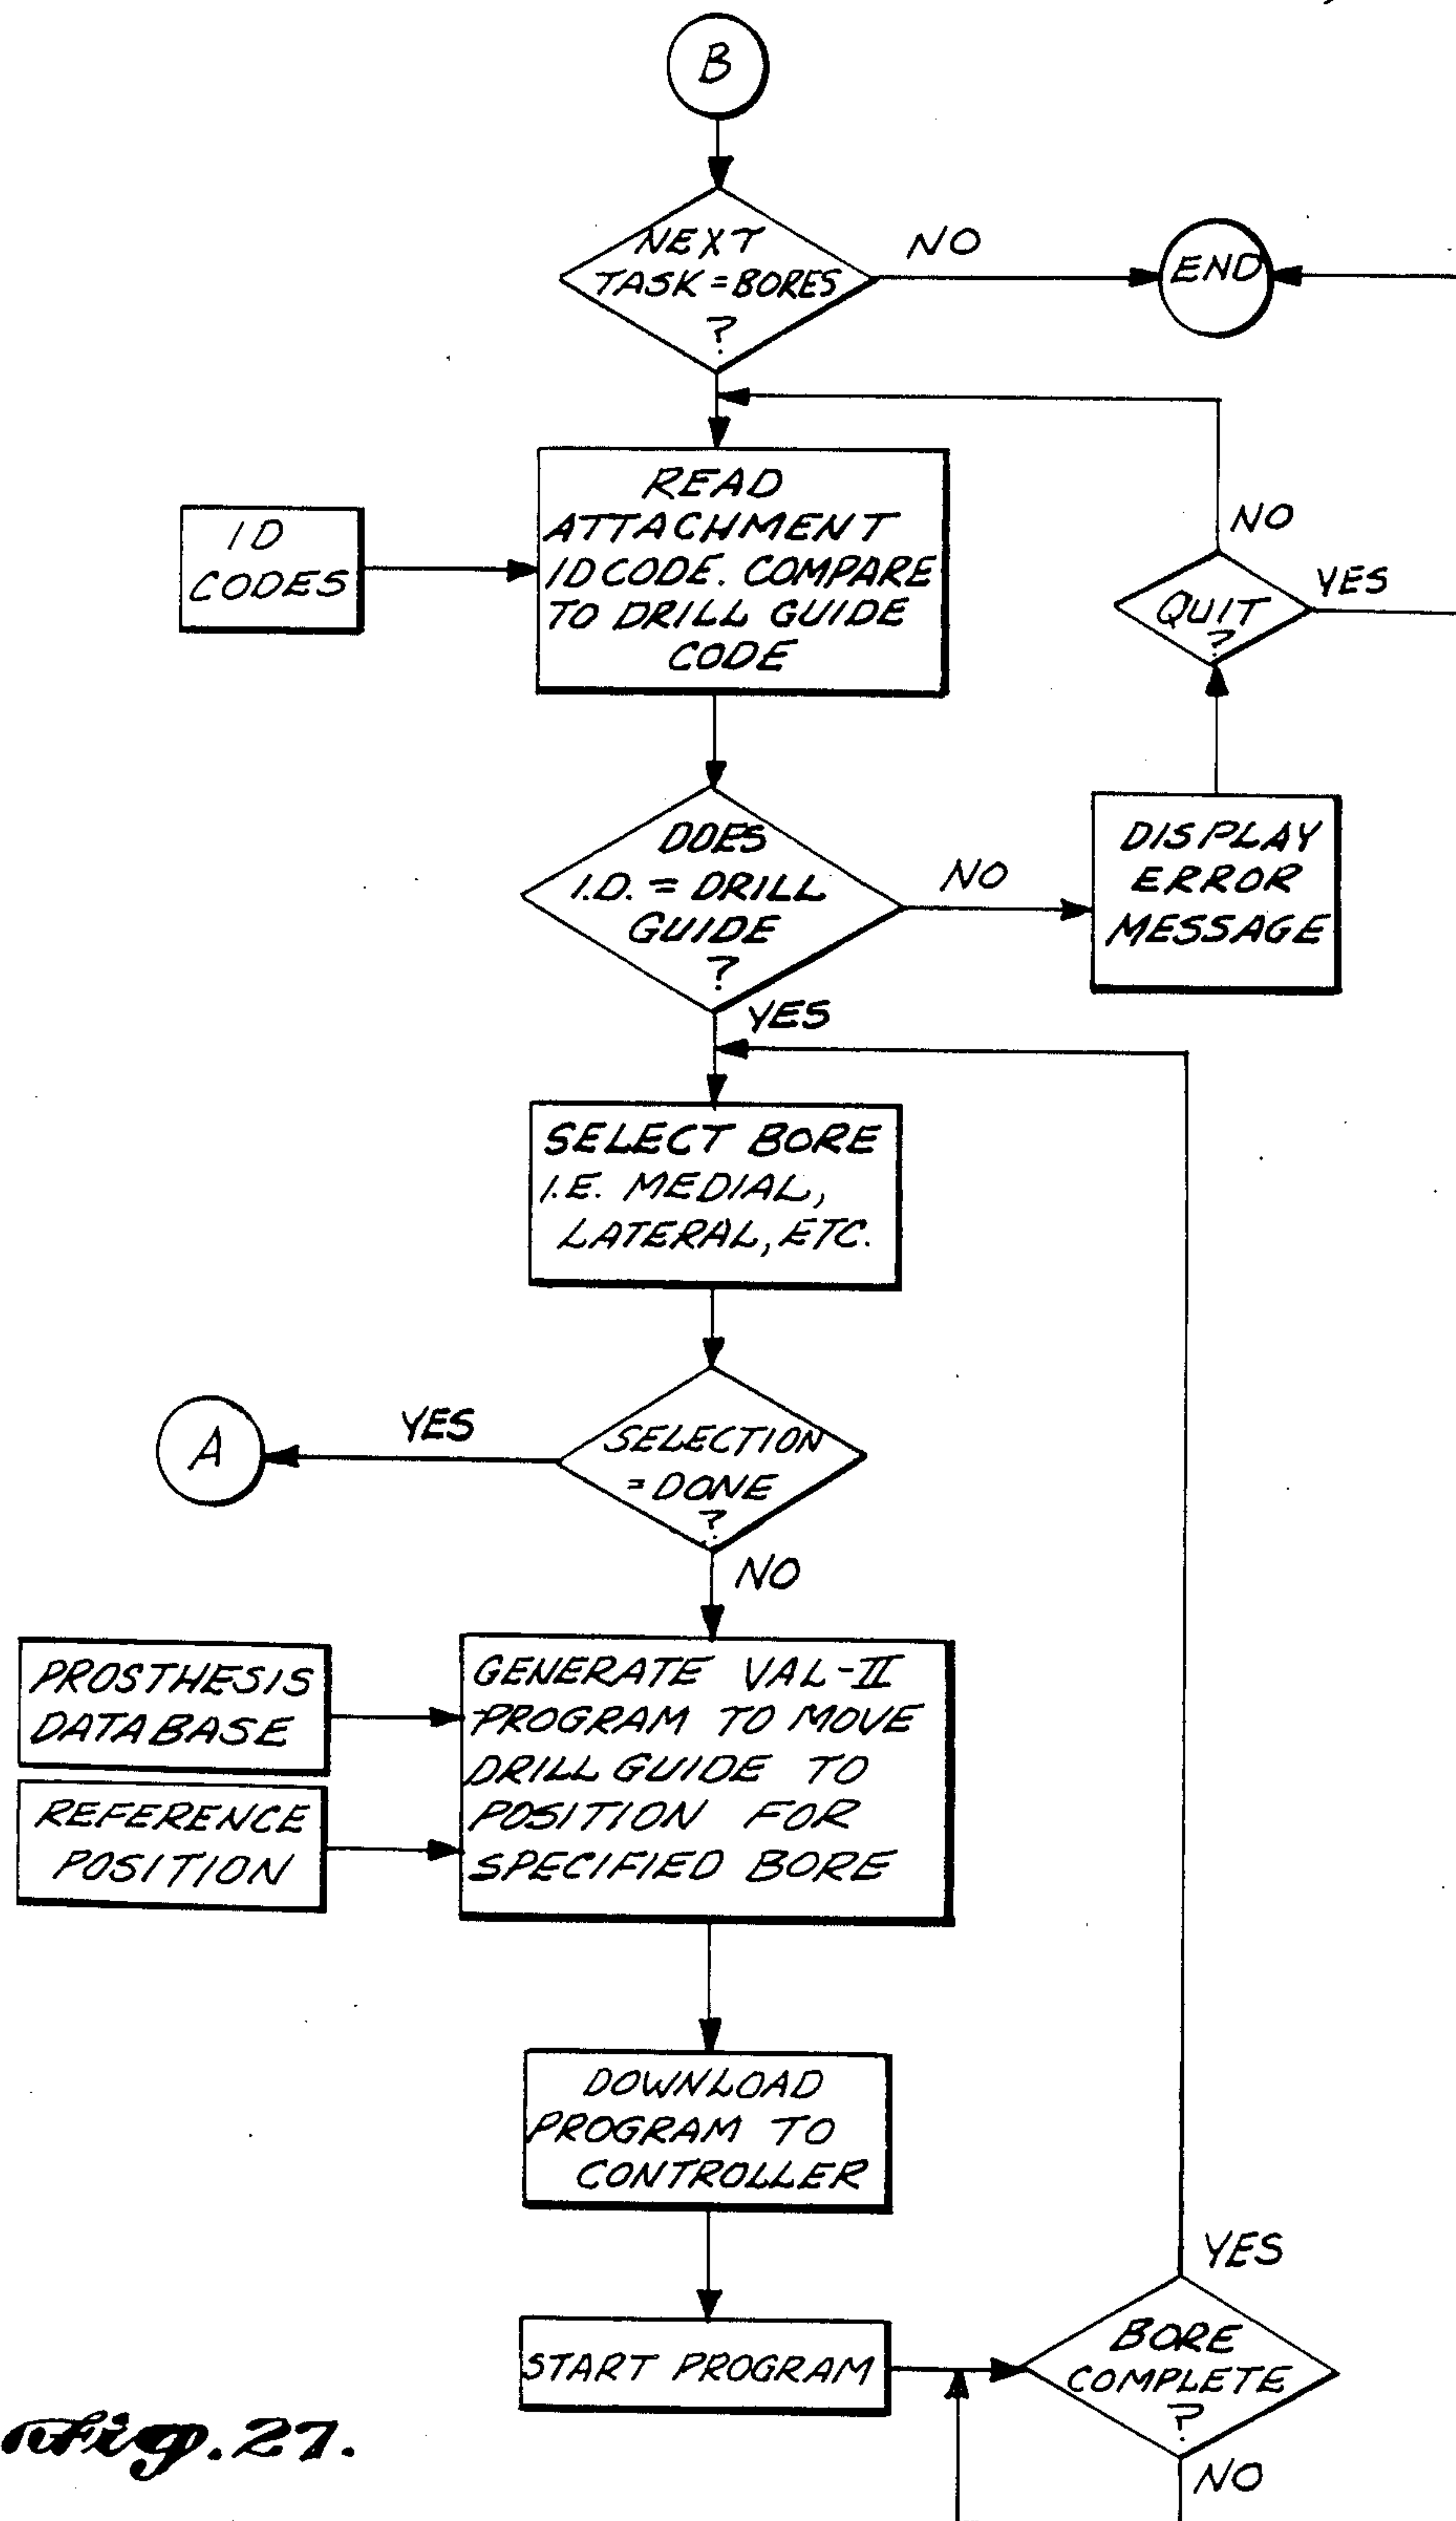 B
NEXT
TASK = BORES
?
NO
END
READ
ATTACHMENT
ID CODE. COMPARE
TO DRILL GUIDE
CODE
ID
CODES
NO
QUIT
?
YES
DOES
I.D. = DRILL
GUIDE
?
NO
DISPLAY
ERROR
MESSAGE
YES
SELECT BORE
I.E. MEDIAL,
LATERAL, ETC.
A
YES
SELECTION
= DONE
?
NO
PROSTHESIS
DATABASE
REFERENCE
POSITION
GENERATE VAL-II
PROGRAM TO MOVE
DRILL GUIDE TO
POSITION FOR
SPECIFIED BORE
DOWNLOAD
PROGRAM TO
CONTROLLER
START PROGRAM
YES
BORE
COMPLETE
?
NO
Fig. 27.